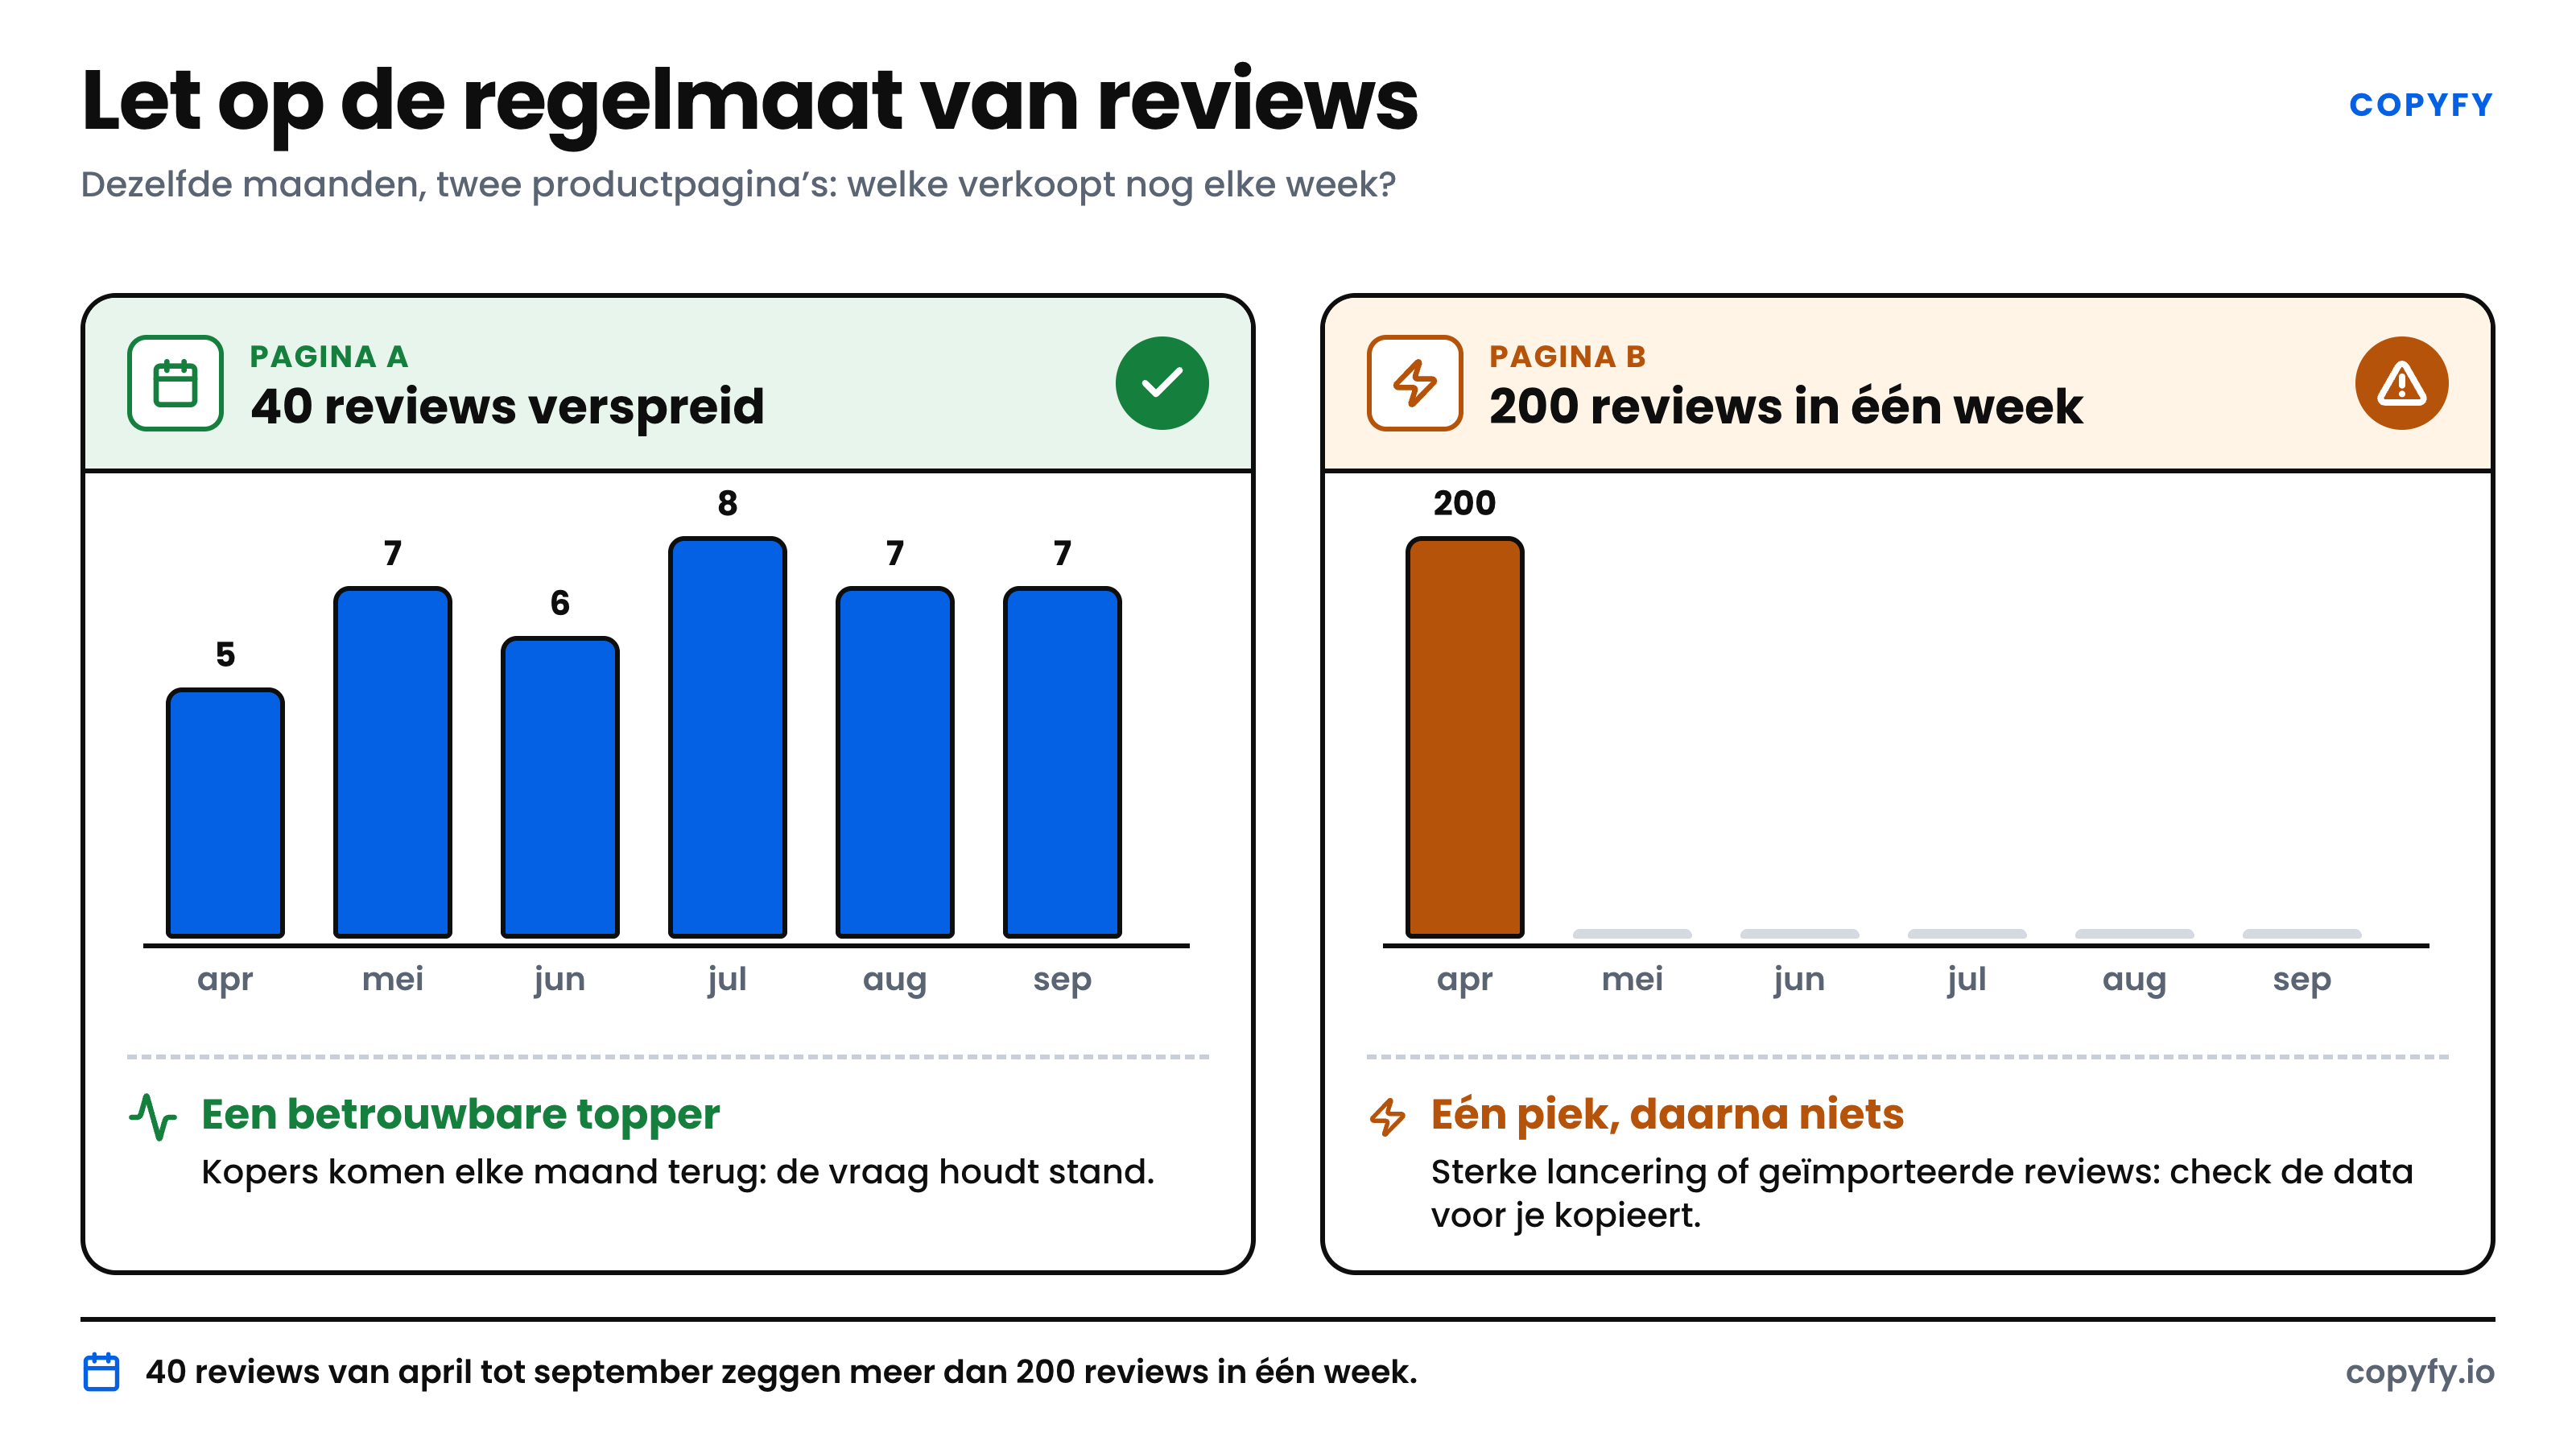 Let op de regelmaat van reviews
COPYFY
Dezelfde maanden, twee productpagina’s: welke verkoopt nog elke week?
PAGINA A
40 reviews verspreid
5
7
6
8
7
7
apr
mei
jun
jul
aug
sep
Een betrouwbare topper
Kopers komen elke maand terug: de vraag houdt stand.
PAGINA B
200 reviews in één week
200
apr
mei
jun
jul
aug
sep
Eén piek, daarna niets
Sterke lancering of geïmporteerde reviews: check de data
voor je kopieert.
40 reviews van april tot september zeggen meer dan 200 reviews in één week.
copyfy.io